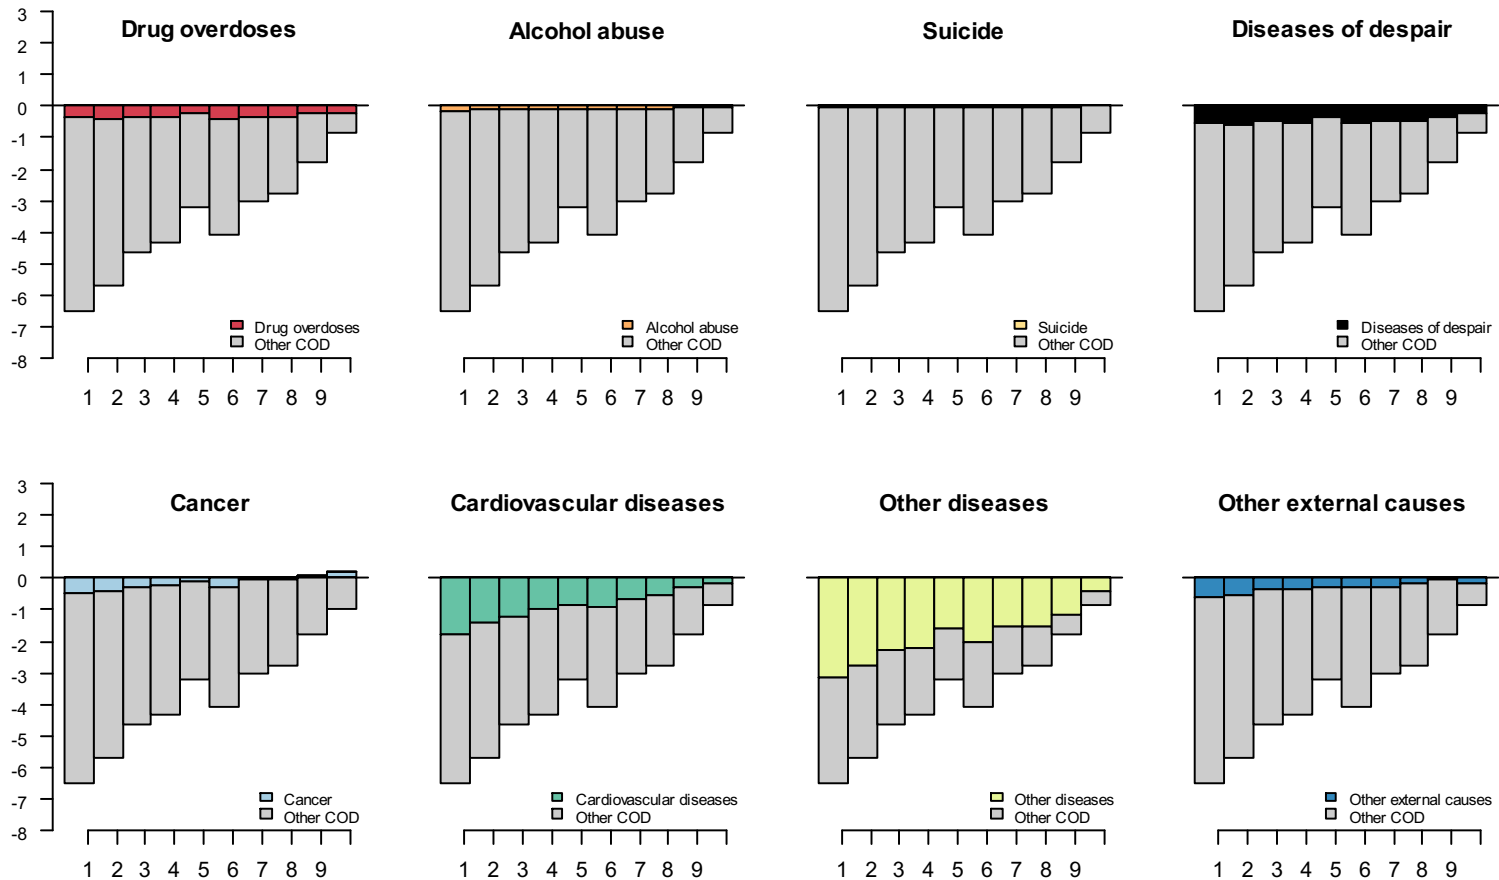 Drug overdoses
3
2
1
0
-1
-2
-3
-4
-5
-6
-7
-8
Drug overdoses
Other COD
1 2 3 4 5 6 7 8 9
Alcohol abuse
Alcohol abuse
Other COD
1 2 3 4 5 6 7 8 9
Suicide
Suicide
Other COD
1 2 3 4 5 6 7 8 9
Diseases of despair
Diseases of despair
Other COD
1 2 3 4 5 6 7 8 9
Cancer
3
2
1
0
-1
-2
-3
-4
-5
-6
-7
-8
Cancer
Other COD
1 2 3 4 5 6 7 8 9
Cardiovascular diseases
Cardiovascular diseases
Other COD
1 2 3 4 5 6 7 8 9
Other diseases
Other diseases
Other COD
1 2 3 4 5 6 7 8 9
Other external causes
Other external causes
Other COD
1 2 3 4 5 6 7 8 9